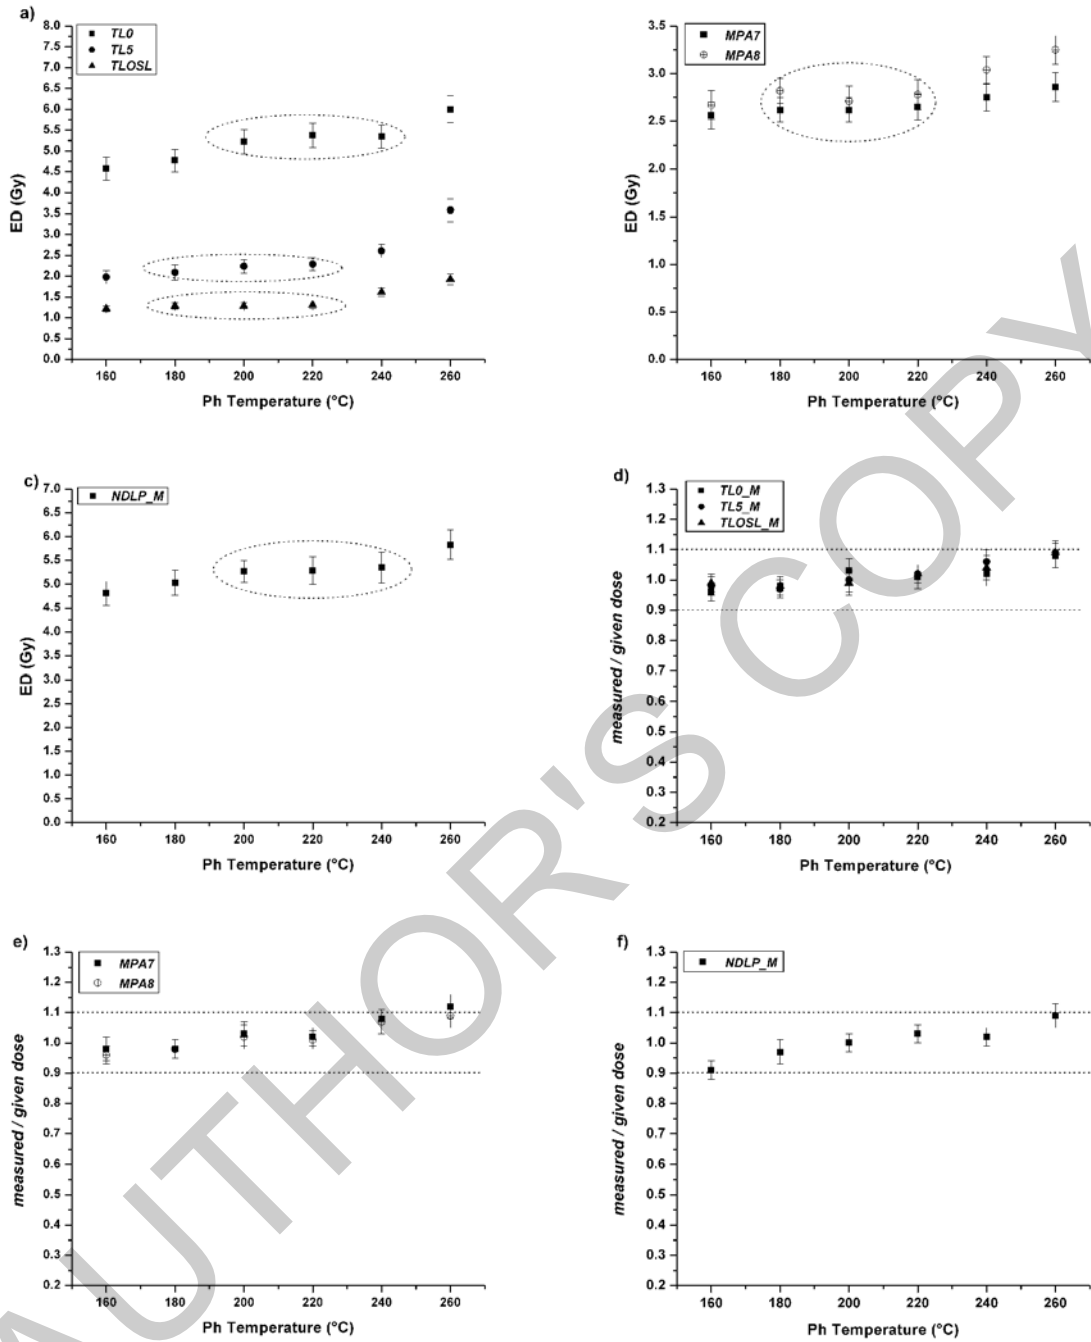 a)
TL0
TL5
TLOSL
8.0
7.5
7.0
6.5
6.0
5.5
5.0
4.5
4.0
3.5
3.0
2.5
2.0
1.5
1.0
0.5
0.0
ED (Gy)
160 180 200 220 240 260
Ph Temperature (°C)
MPA7
MPA8
3.5
3.0
2.5
2.0
1.5
1.0
0.5
0.0
ED (Gy)
160 180 200 220 240 260
Ph Temperature (°C)
c)
NDLP_M
7.0
6.5
6.0
5.5
5.0
4.5
4.0
3.5
3.0
2.5
2.0
1.5
1.0
0.5
0.0
ED (Gy)
160 180 200 220 240 260
Ph Temperature (°C)
d)
TL0_M
TL5_M
TLOSL_M
1.3
1.2
1.1
1.0
0.9
0.8
0.7
0.6
0.5
0.4
0.3
0.2
measured / given dose
160 180 200 220 240 260
Ph Temperature (°C)
e)
MPA7
MPA8
1.3
1.2
1.1
1.0
0.9
0.8
0.7
0.6
0.5
0.4
0.3
0.2
measured / given dose
160 180 200 220 240 260
Ph Temperature (°C)
f)
NDLP_M
1.3
1.2
1.1
1.0
0.9
0.8
0.7
0.6
0.5
0.4
0.3
0.2
measured / given dose
160 180 200 220 240 260
Ph Temperature (°C)
AUTHOR'S COPY